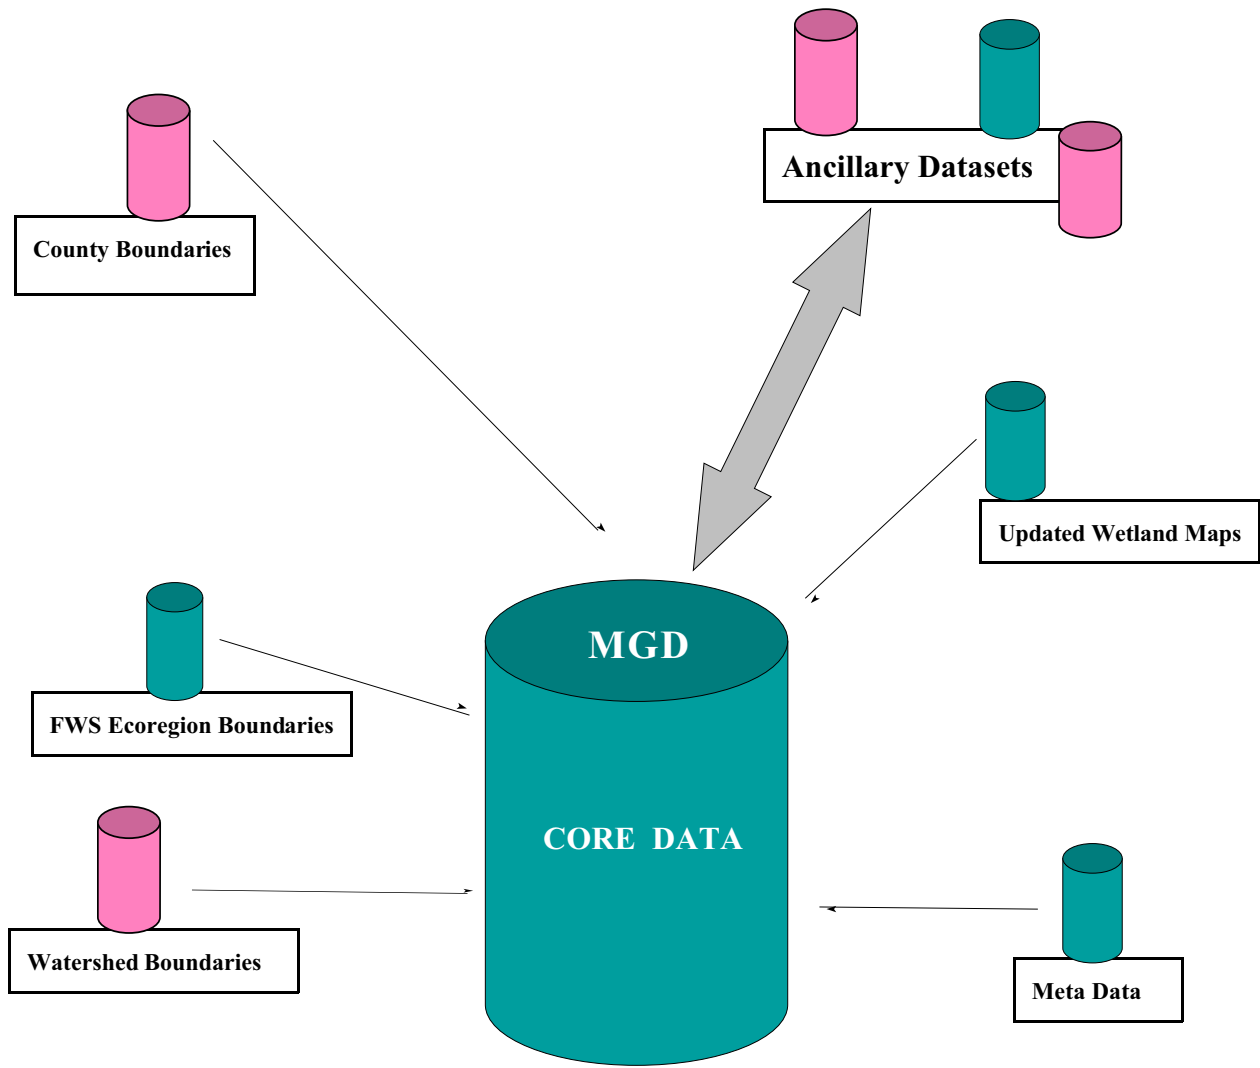 Ancillary Datasets
County Boundaries
Updated Wetland Maps
MGD
FWS Ecoregion Boundaries
CORE DATA
Watershed Boundaries
Meta Data